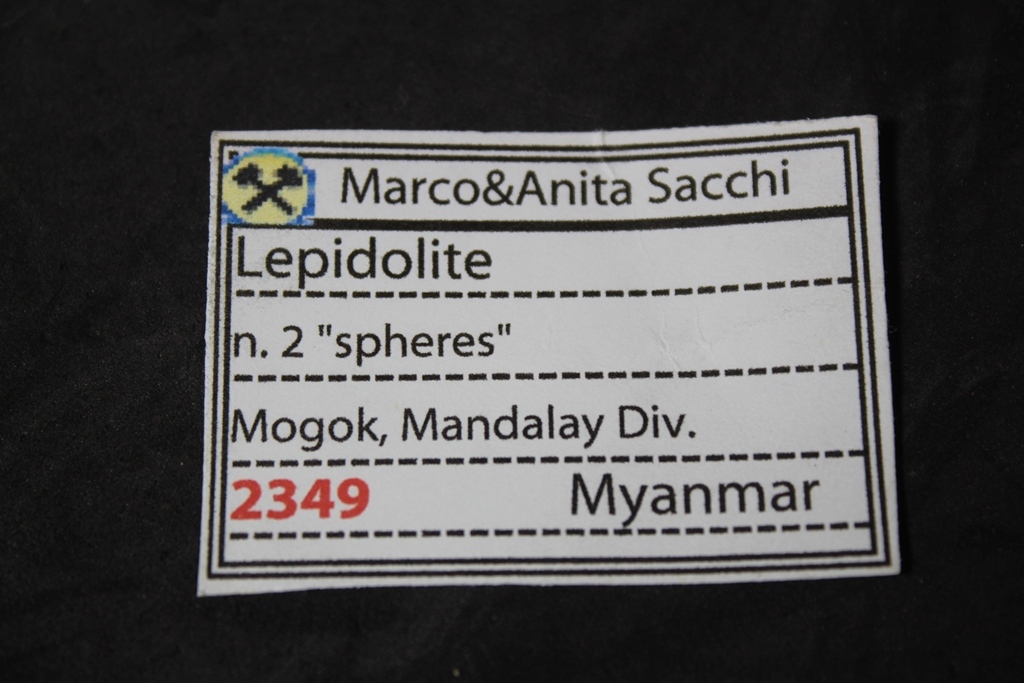 Marco&Anita Sacchi
Lepidolite
n. 2 "spheres"
Mogok, Mandalay Div.
2349 Myanmar